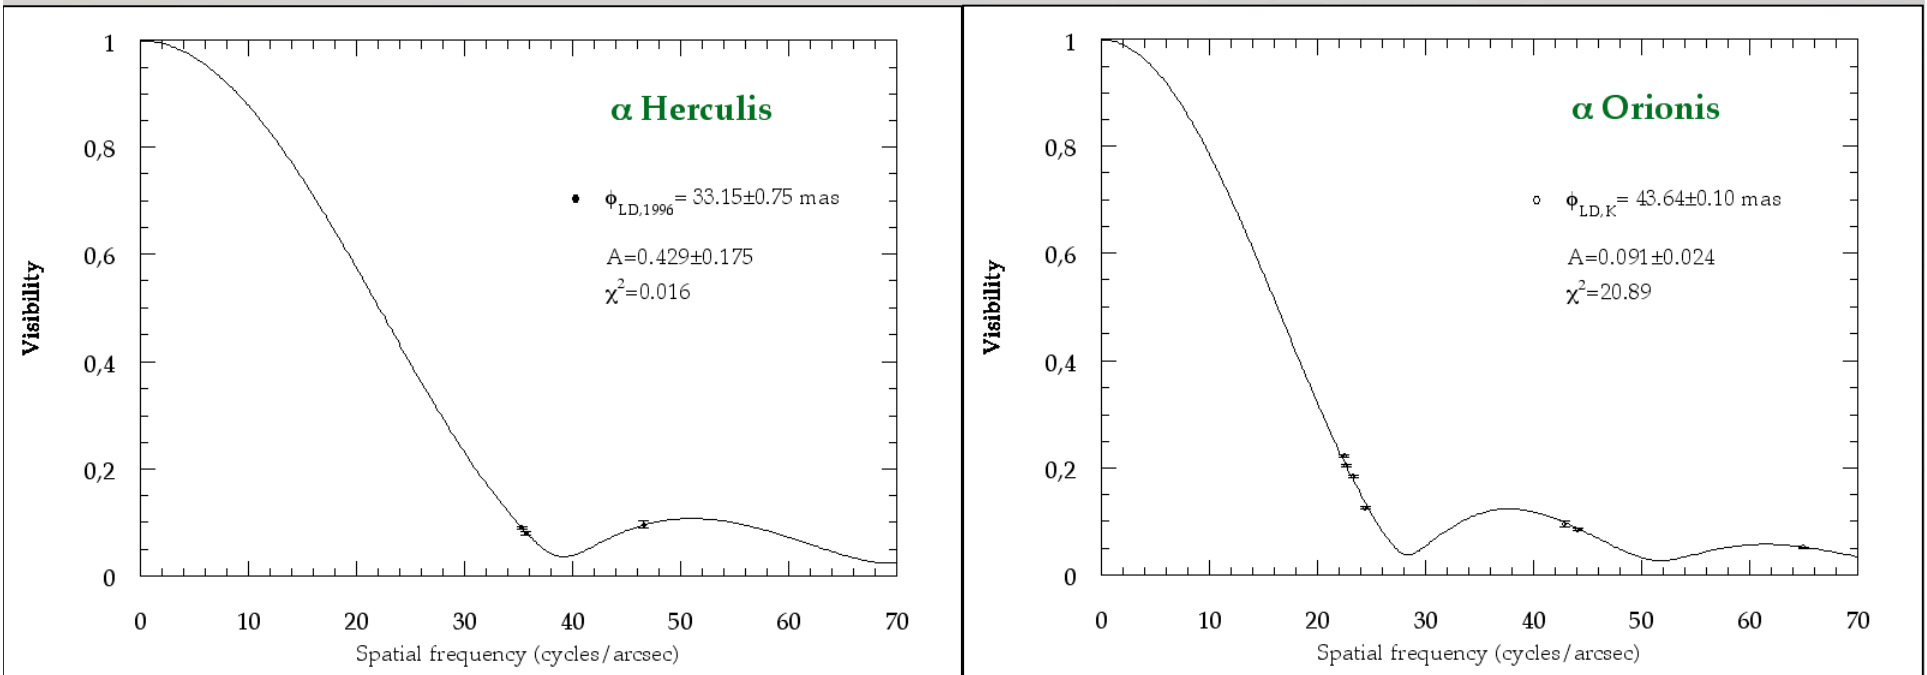 α Herculis
ϕLD,1996= 33.15±0.75 mas
A=0.429±0.175
χ²=0.016
1
0,8
0,6
0,4
0,2
0
Visibility
0 10 20 30 40 50 60 70
Spatial frequency (cycles/arcsec)
α Orionis
ϕLD,K= 43.64±0.10 mas
A=0.091±0.024
χ²=20.89
1
0,8
0,6
0,4
0,2
0
Visibility
0 10 20 30 40 50 60 70
Spatial frequency (cycles/arcsec)